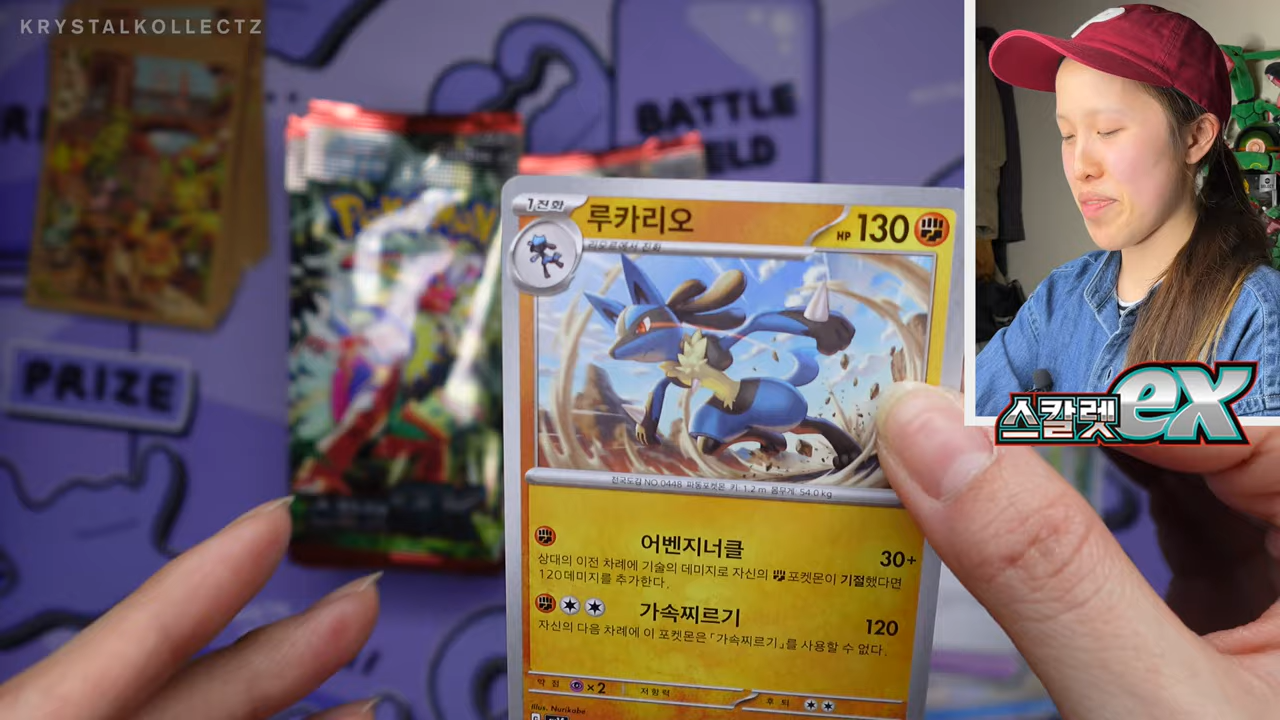 KRYSTALKOLLECTZ
BATTLE
PRIZE
1진화
루카리오
HP 130
리오르에서 진화
전국도감 NO.0448 파동포켓몬 키: 1.2 m 몸무게: 54.0 kg
어벤지너클
30+
상대의 이전 차례에 기술의 데미지로 자신의 포켓몬이 기절했다면
120데미지를 추가한다.
가속찌르기
120
자신의 다음 차례에 이 포켓몬은 「가속찌르기」를 사용할 수 없다.
약점 ×2 저항력 후퇴
Illus. Nurikabe
스칼렛 ex